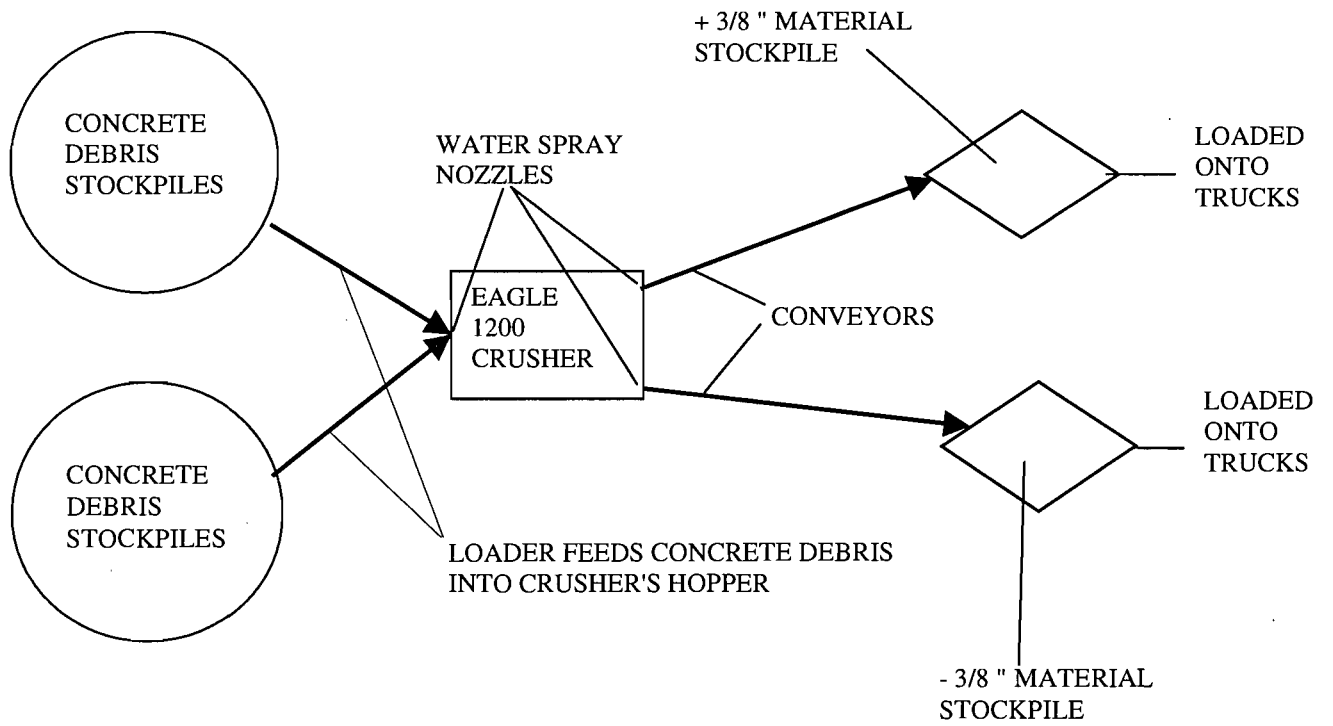 + 3/8 " MATERIAL
STOCKPILE
CONCRETE
DEBRIS
STOCKPILES
WATER SPRAY
NOZZLES
LOADED
ONTO
TRUCKS
EAGLE
1200
CRUSHER
CONVEYORS
LOADED
ONTO
TRUCKS
CONCRETE
DEBRIS
STOCKPILES
LOADER FEEDS CONCRETE DEBRIS
INTO CRUSHER'S HOPPER
- 3/8 " MATERIAL
STOCKPILE